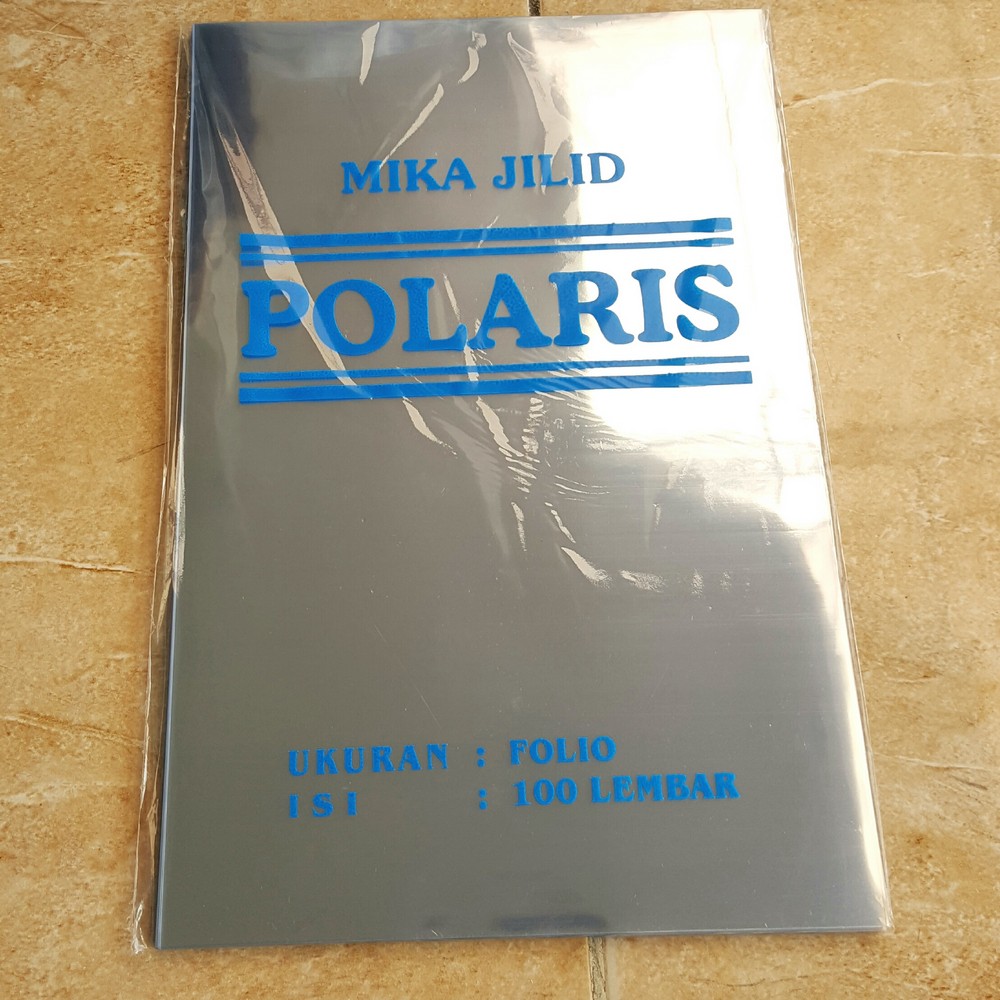 MIKA JILID
POLARIS
UKURAN : FOLIO
ISI : 100 LEMBAR